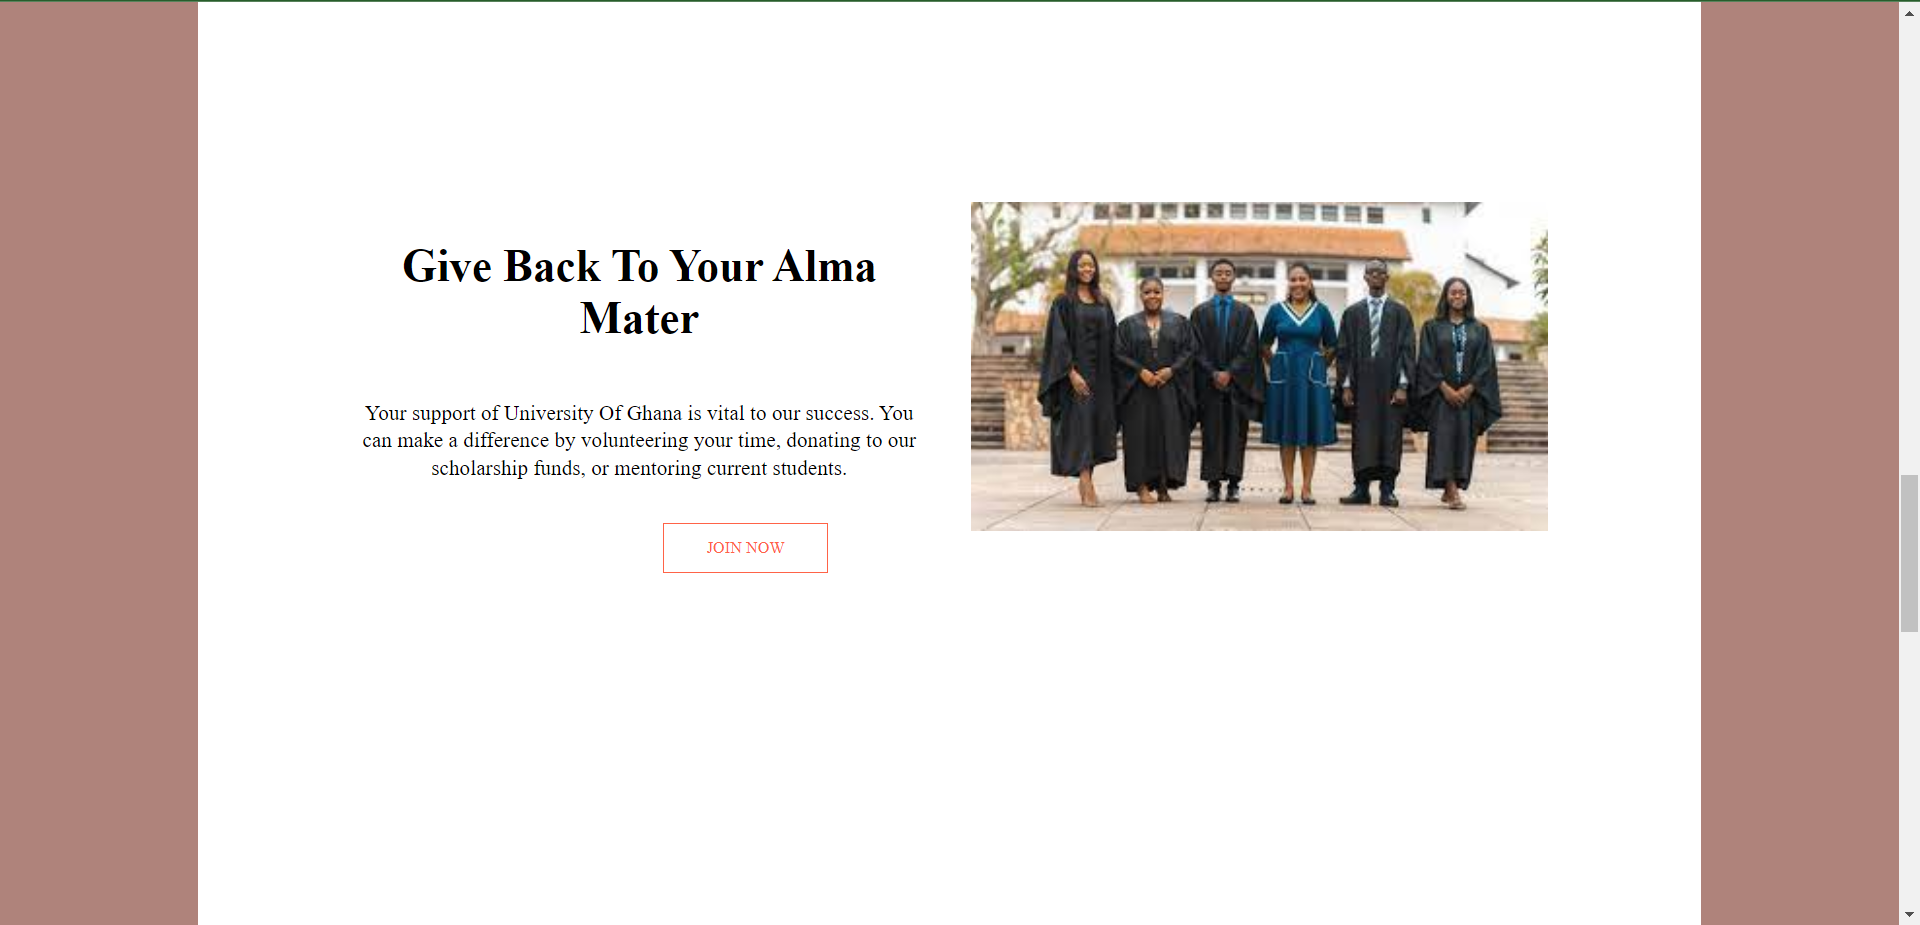 Give Back To Your Alma
Mater
Your support of University Of Ghana is vital to our success. You
can make a difference by volunteering your time, donating to our
scholarship funds, or mentoring current students.
JOIN NOW